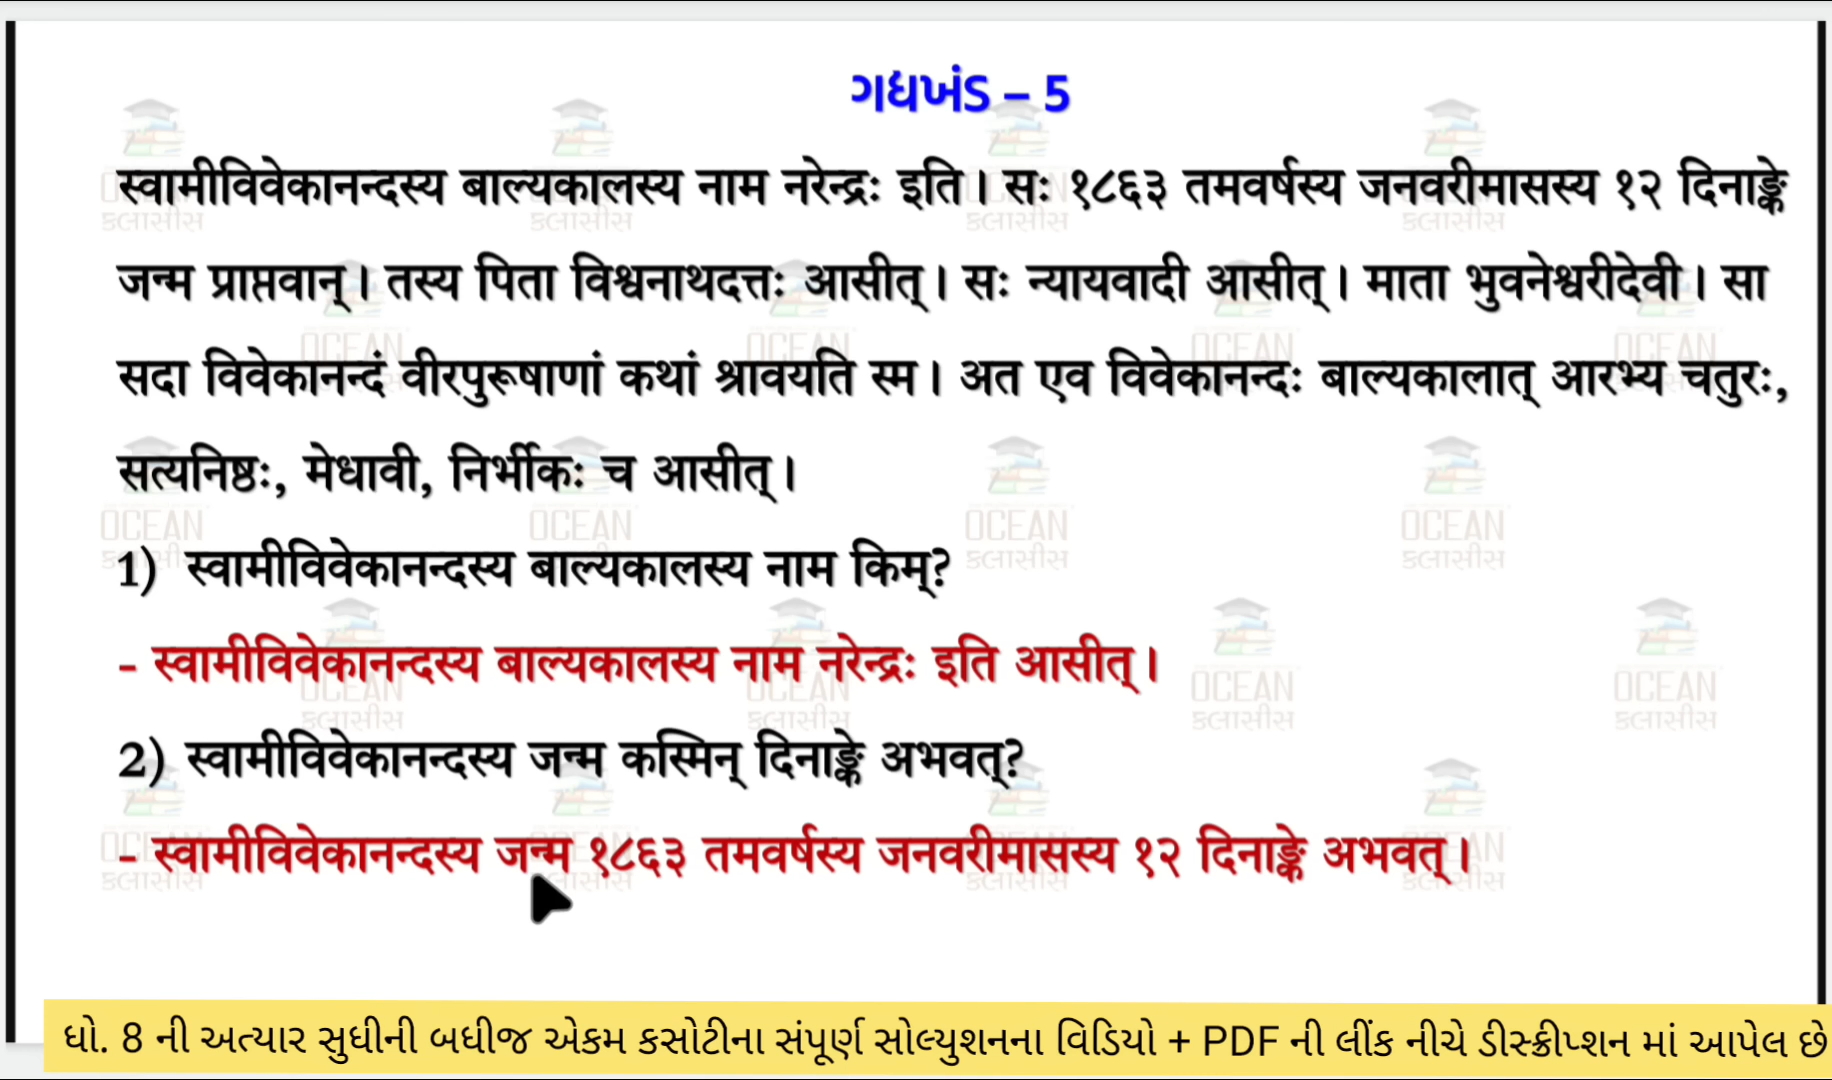 ગદ્યખંડ – 5
स्वामीविवेकानन्दस्य बाल्यकालस्य नाम नरेन्द्रः इति। सः १८६३ तमवर्षस्य जनवरीमासस्य १२ दिनाङ्के
जन्म प्राप्तवान्। तस्य पिता विश्वनाथदत्तः आसीत्। सः न्यायवादी आसीत्। माता भुवनेश्वरीदेवी। सा
सदा विवेकानन्दं वीरपुरूषाणां कथां श्रावयति स्म। अत एव विवेकानन्दः बाल्यकालात् आरभ्य चतुरः,
सत्यनिष्ठः, मेधावी, निर्भीकः च आसीत्।
1) स्वामीविवेकानन्दस्य बाल्यकालस्य नाम किम्?
- स्वामीविवेकानन्दस्य बाल्यकालस्य नाम नरेन्द्रः इति आसीत्।
2) स्वामीविवेकानन्दस्य जन्म कस्मिन् दिनाङ्के अभवत्?
- स्वामीविवेकानन्दस्य जन्म १८६३ तमवर्षस्य जनवरीमासस्य १२ दिनाङ्के अभवत्।
ધો. 8 ની અત્યાર સુધીની બધીજ એકમ કસોટીના સંપૂર્ણ સોલ્યુશનના વિડિયો + PDF ની લીંક નીચે ડીસ્ક્રીપ્શન માં આપેલ છે
OCEAN
ક્લાસીસ